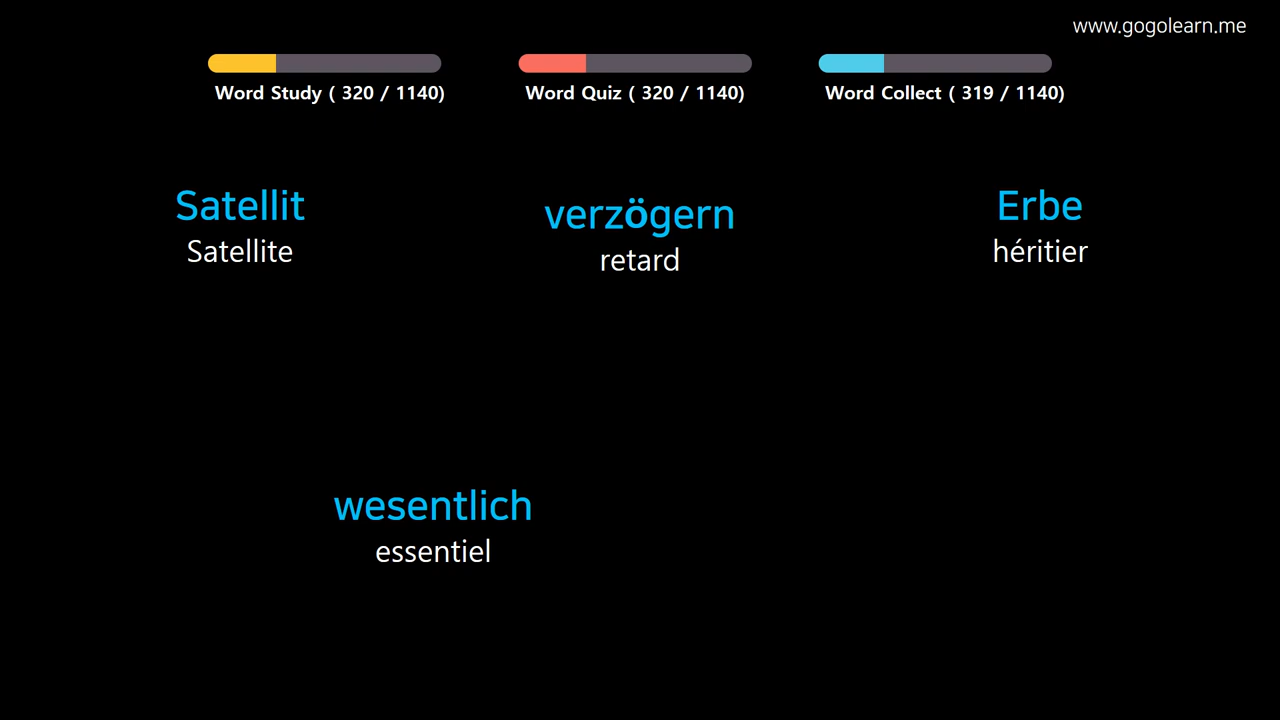 www.gogolearn.me
Word Study ( 320 / 1140)
Word Quiz ( 320 / 1140)
Word Collect ( 319 / 1140)
Satellit
Satellite
verzögern
retard
Erbe
héritier
wesentlich
essentiel